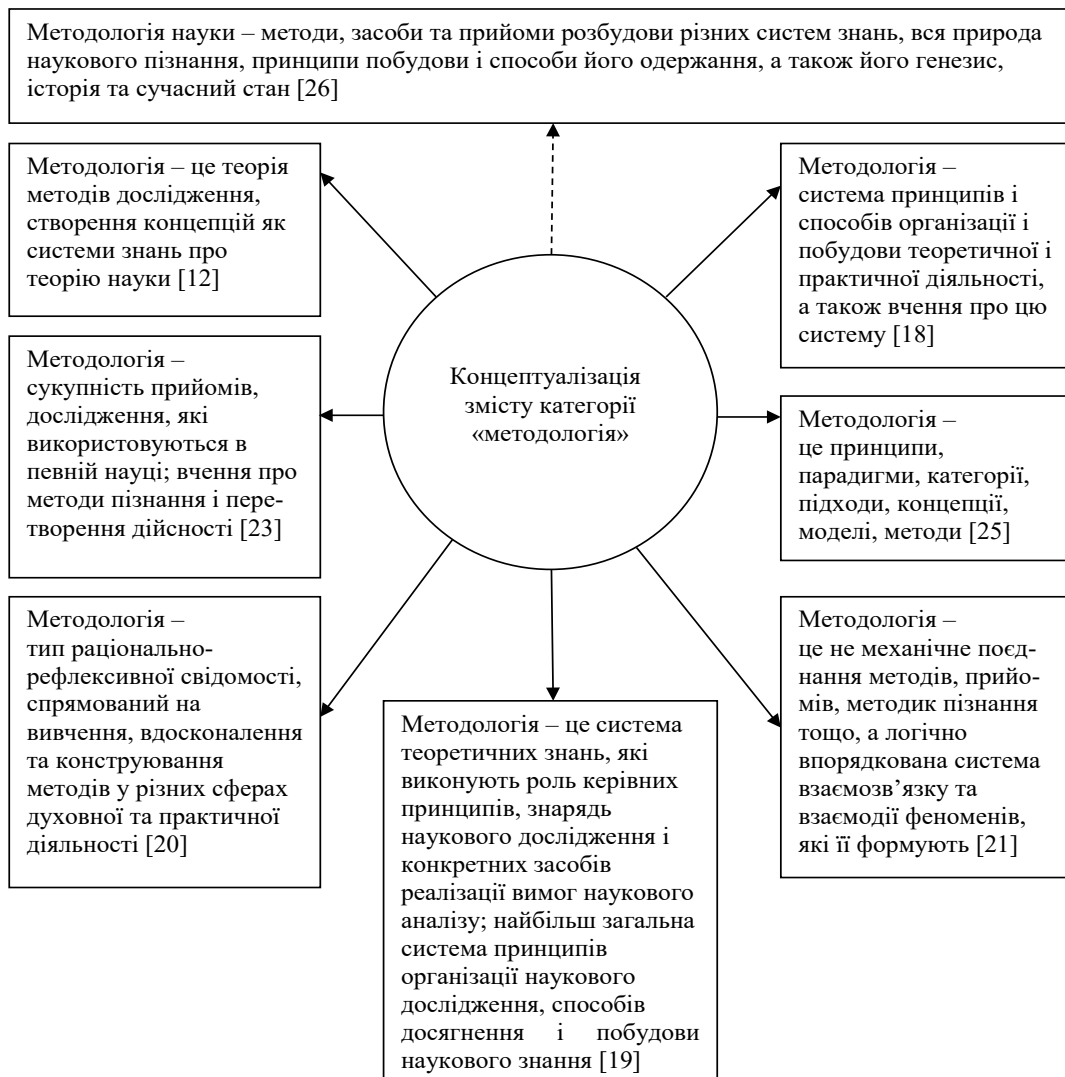 Методологія науки – методи, засоби та прийоми розбудови різних систем знань, вся природа
наукового пізнання, принципи побудови і способи його одержання, а також його генезис,
історія та сучасний стан [26]
Методологія – це теорія
методів дослідження,
створення концепцій як
системи знань про
теорію науки [12]
Методологія –
система принципів і
способів організації і
побудови теоретичної і
практичної діяльності,
а також вчення про цю
систему [18]
Методологія –
сукупність прийомів,
дослідження, які
використовуються в
певній науці; вчення про
методи пізнання і пере-
творення дійсності [23]
Концептуалізація
змісту категорії
«методологія»
Методологія –
це принципи,
парадигми, категорії,
підходи, концепції,
моделі, методи [25]
Методологія –
тип раціонально-
рефлексивної свідомості,
спрямований на
вивчення, вдосконалення
та конструювання
методів у різних сферах
духовної та практичної
діяльності [20]
Методологія – це система
теоретичних знань, які
виконують роль керівних
принципів, знарядь
наукового дослідження і
конкретних засобів
реалізації вимог наукового
аналізу; найбільш загальна
система принципів
організації наукового
дослідження, способів
досягнення і побудови
наукового знання [19]
Методологія –
це не механічне поєд-
нання методів, прийо-
мів, методик пізнання
тощо, а логічно
впорядкована система
взаємозв’язку та
взаємодії феноменів,
які її формують [21]